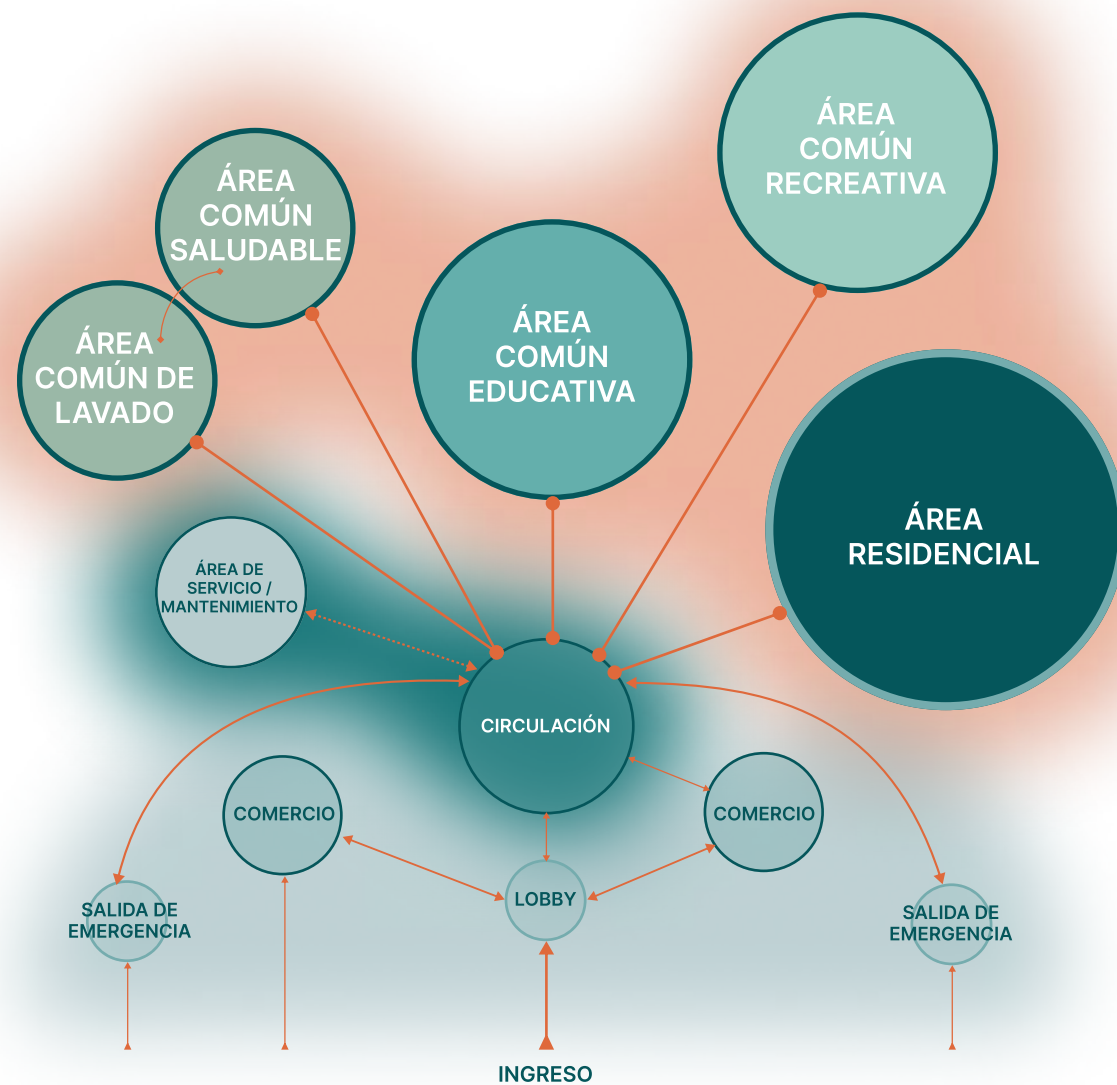 ÁREA
COMÚN
RECREATIVA
ÁREA
COMÚN
SALUDABLE
ÁREA
COMÚN DE
LAVADO
ÁREA
COMÚN
EDUCATIVA
ÁREA
RESIDENCIAL
ÁREA DE
SERVICIO /
MANTENIMIENTO
CIRCULACIÓN
COMERCIO
COMERCIO
LOBBY
SALIDA DE
EMERGENCIA
SALIDA DE
EMERGENCIA
INGRESO